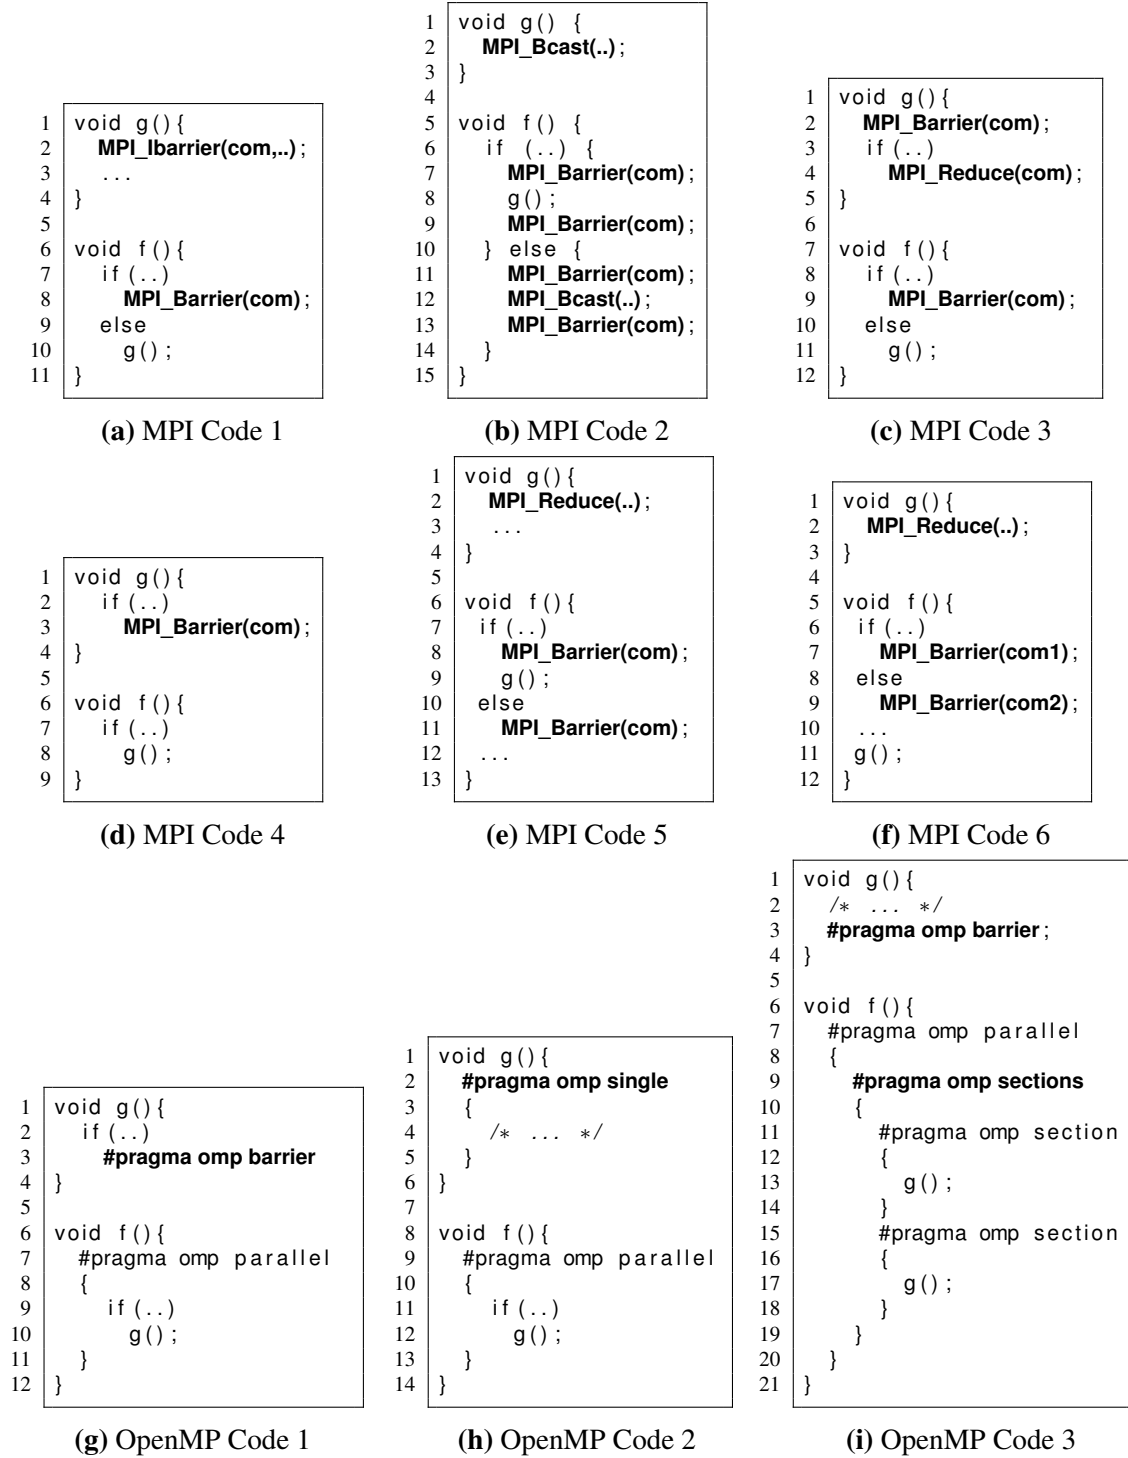 1 void g(){
2 MPI_Ibarrier(com,..);
3 ...
4 }
5
6 void f(){
7 if(..)
8 MPI_Barrier(com);
9 else
10 g();
11 }
(a) MPI Code 1
1 void g() {
2 MPI_Bcast(..);
3 }
4
5 void f() {
6 if (..) {
7 MPI_Barrier(com);
8 g();
9 MPI_Barrier(com);
10 } else {
11 MPI_Barrier(com);
12 MPI_Bcast(..);
13 MPI_Barrier(com);
14 }
15 }
(b) MPI Code 2
1 void g(){
2 MPI_Barrier(com);
3 if(..)
4 MPI_Reduce(com);
5 }
6
7 void f(){
8 if(..)
9 MPI_Barrier(com);
10 else
11 g();
12 }
(c) MPI Code 3
1 void g(){
2 if(..)
3 MPI_Barrier(com);
4 }
5
6 void f(){
7 if(..)
8 g();
9 }
(d) MPI Code 4
1 void g(){
2 MPI_Reduce(..);
3 ...
4 }
5
6 void f(){
7 if(..)
8 MPI_Barrier(com);
9 g();
10 else
11 MPI_Barrier(com);
12 ...
13 }
(e) MPI Code 5
1 void g(){
2 MPI_Reduce(..);
3 }
4
5 void f(){
6 if(..)
7 MPI_Barrier(com1);
8 else
9 MPI_Barrier(com2);
10 ...
11 g();
12 }
(f) MPI Code 6
1 void g(){
2 if(..)
3 #pragma omp barrier
4 }
5
6 void f(){
7 #pragma omp parallel
8 {
9 if(..)
10 g();
11 }
12 }
(g) OpenMP Code 1
1 void g(){
2 #pragma omp single
3 {
4 /* ... */
5 }
6 }
7
8 void f(){
9 #pragma omp parallel
10 {
11 if(..)
12 g();
13 }
14 }
(h) OpenMP Code 2
1 void g(){
2 /* ... */
3 #pragma omp barrier;
4 }
5
6 void f(){
7 #pragma omp parallel
8 {
9 #pragma omp sections
10 {
11 #pragma omp section
12 {
13 g();
14 }
15 #pragma omp section
16 {
17 g();
18 }
19 }
20 }
21 }
(i) OpenMP Code 3